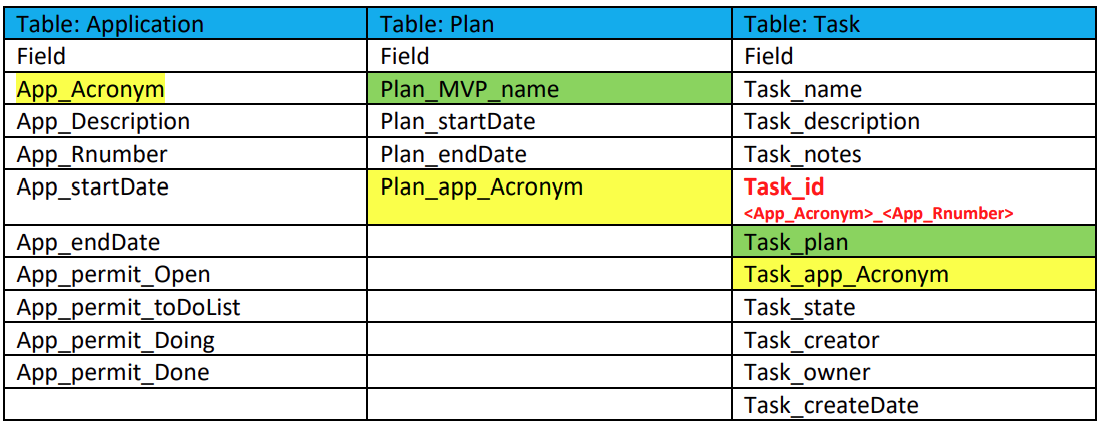 Table: Application Table: Plan Table: Task
Field Field Field
App_Acronym Plan_MVP_name Task_name
App_Description Plan_startDate Task_description
App_Rnumber Plan_endDate Task_notes
App_startDate Plan_app_Acronym Task_id
<App_Acronym>_<App_Rnumber>
App_endDate Task_plan
App_permit_Open Task_app_Acronym
App_permit_toDoList Task_state
App_permit_Doing Task_creator
App_permit_Done Task_owner
Task_createDate